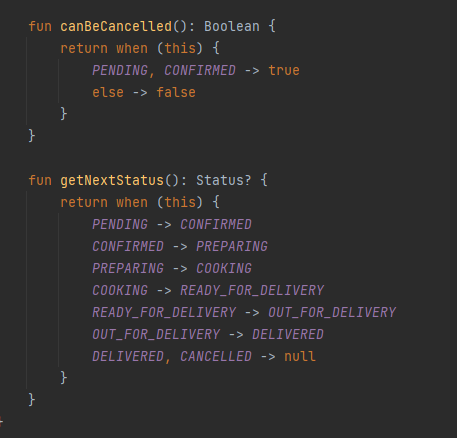 fun canBeCancelled(): Boolean {
return when (this) {
PENDING, CONFIRMED -> true
else -> false
}
}
fun getNextStatus(): Status? {
return when (this) {
PENDING -> CONFIRMED
CONFIRMED -> PREPARING
PREPARING -> COOKING
COOKING -> READY_FOR_DELIVERY
READY_FOR_DELIVERY -> OUT_FOR_DELIVERY
OUT_FOR_DELIVERY -> DELIVERED
DELIVERED, CANCELLED -> null
}
}
}